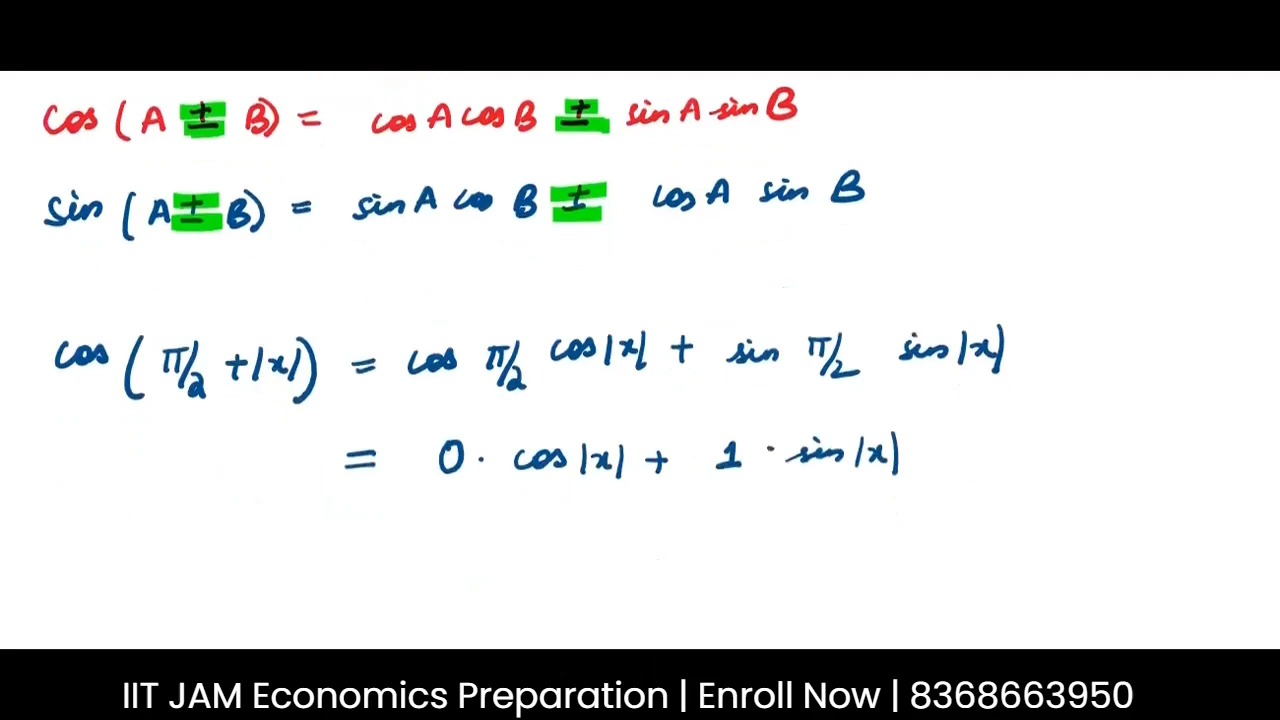 cos (A ± B) = cos A cos B ± sin A sin B
sin (A ± B) = sin A cos B ± cos A sin B
cos (π/2 + |x|) = cos π/2 cos|x| + sin π/2 sin|x|
= 0 · cos|x| + 1 · sin|x|
IIT JAM Economics Preparation | Enroll Now | 8368663950